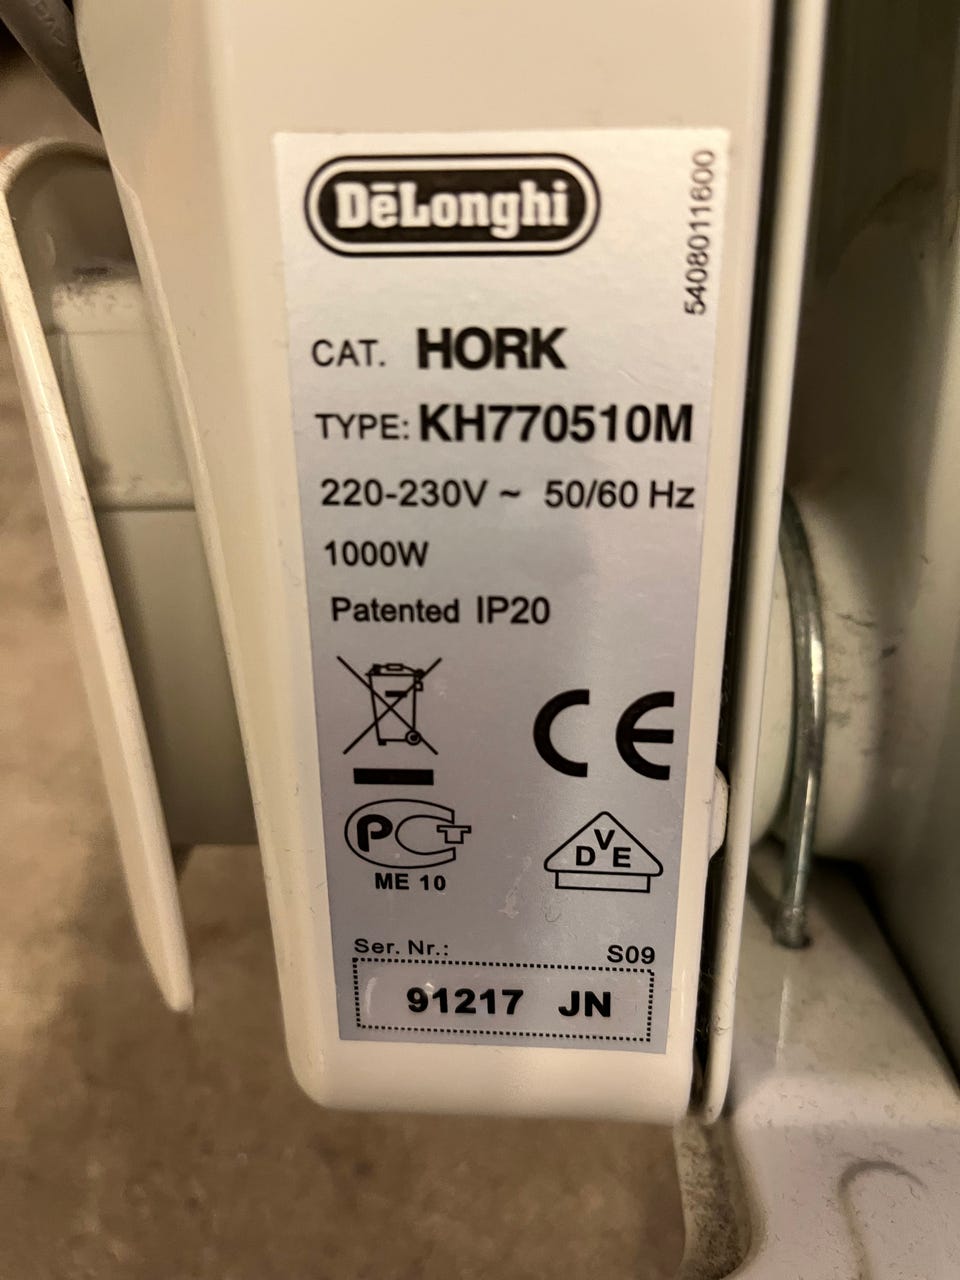 DeLonghi
5408011600
CAT. HORK
TYPE: KH770510M
220-230V ~ 50/60 Hz
1000W
Patented IP20
CE
PCT
ME 10
DVE
Ser. Nr.: S09
91217 JN